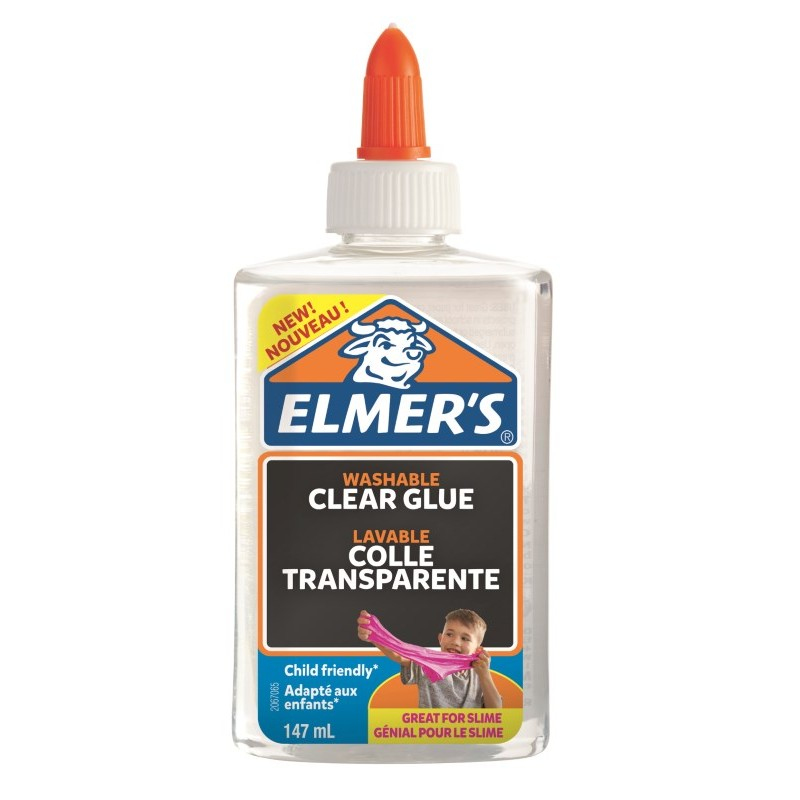 NEW!
NOUVEAU!
ELMER'S®
WASHABLE
CLEAR GLUE
LAVABLE
COLLE
TRANSPARENTE
Child friendly*
Adapté aux
enfants*
2067065
147 mL
GREAT FOR SLIME
GÉNIAL POUR LE SLIME